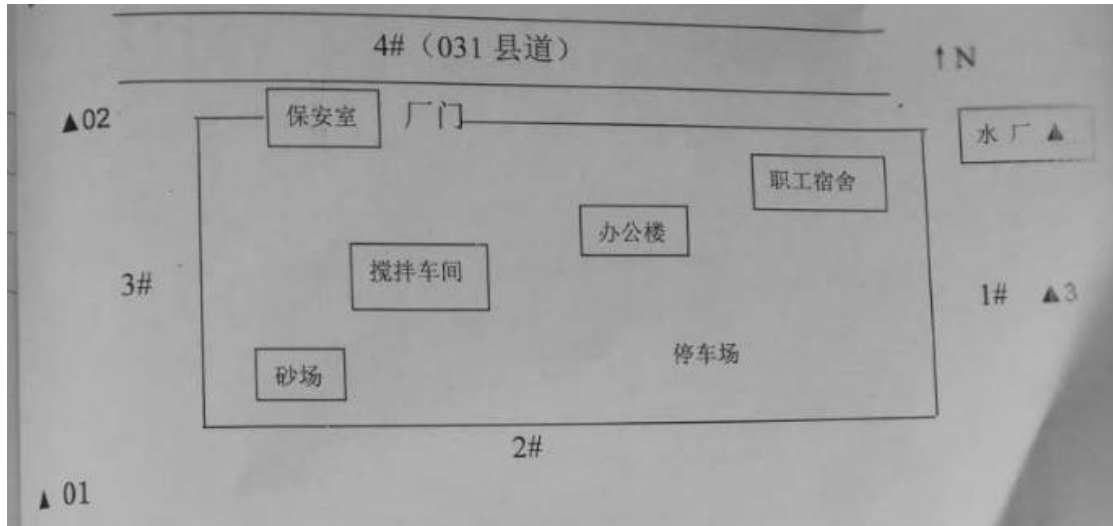 4#（031 县道）
↑N
▲02
保安室
厂门
水厂▲
职工宿舍
办公楼
搅拌车间
3#
1# ▲3
停车场
砂场
2#
▲ 01